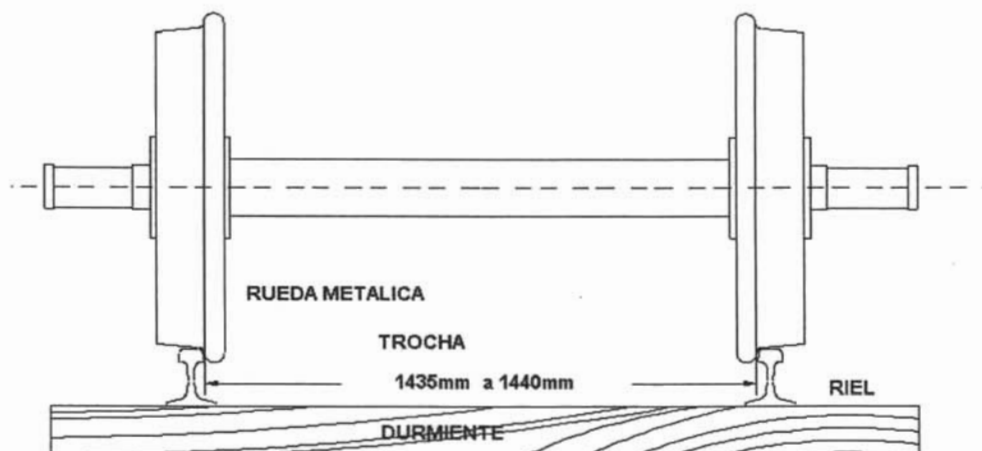 RUEDA METALICA
TROCHA
1435mm a 1440mm
RIEL
DURMIENTE